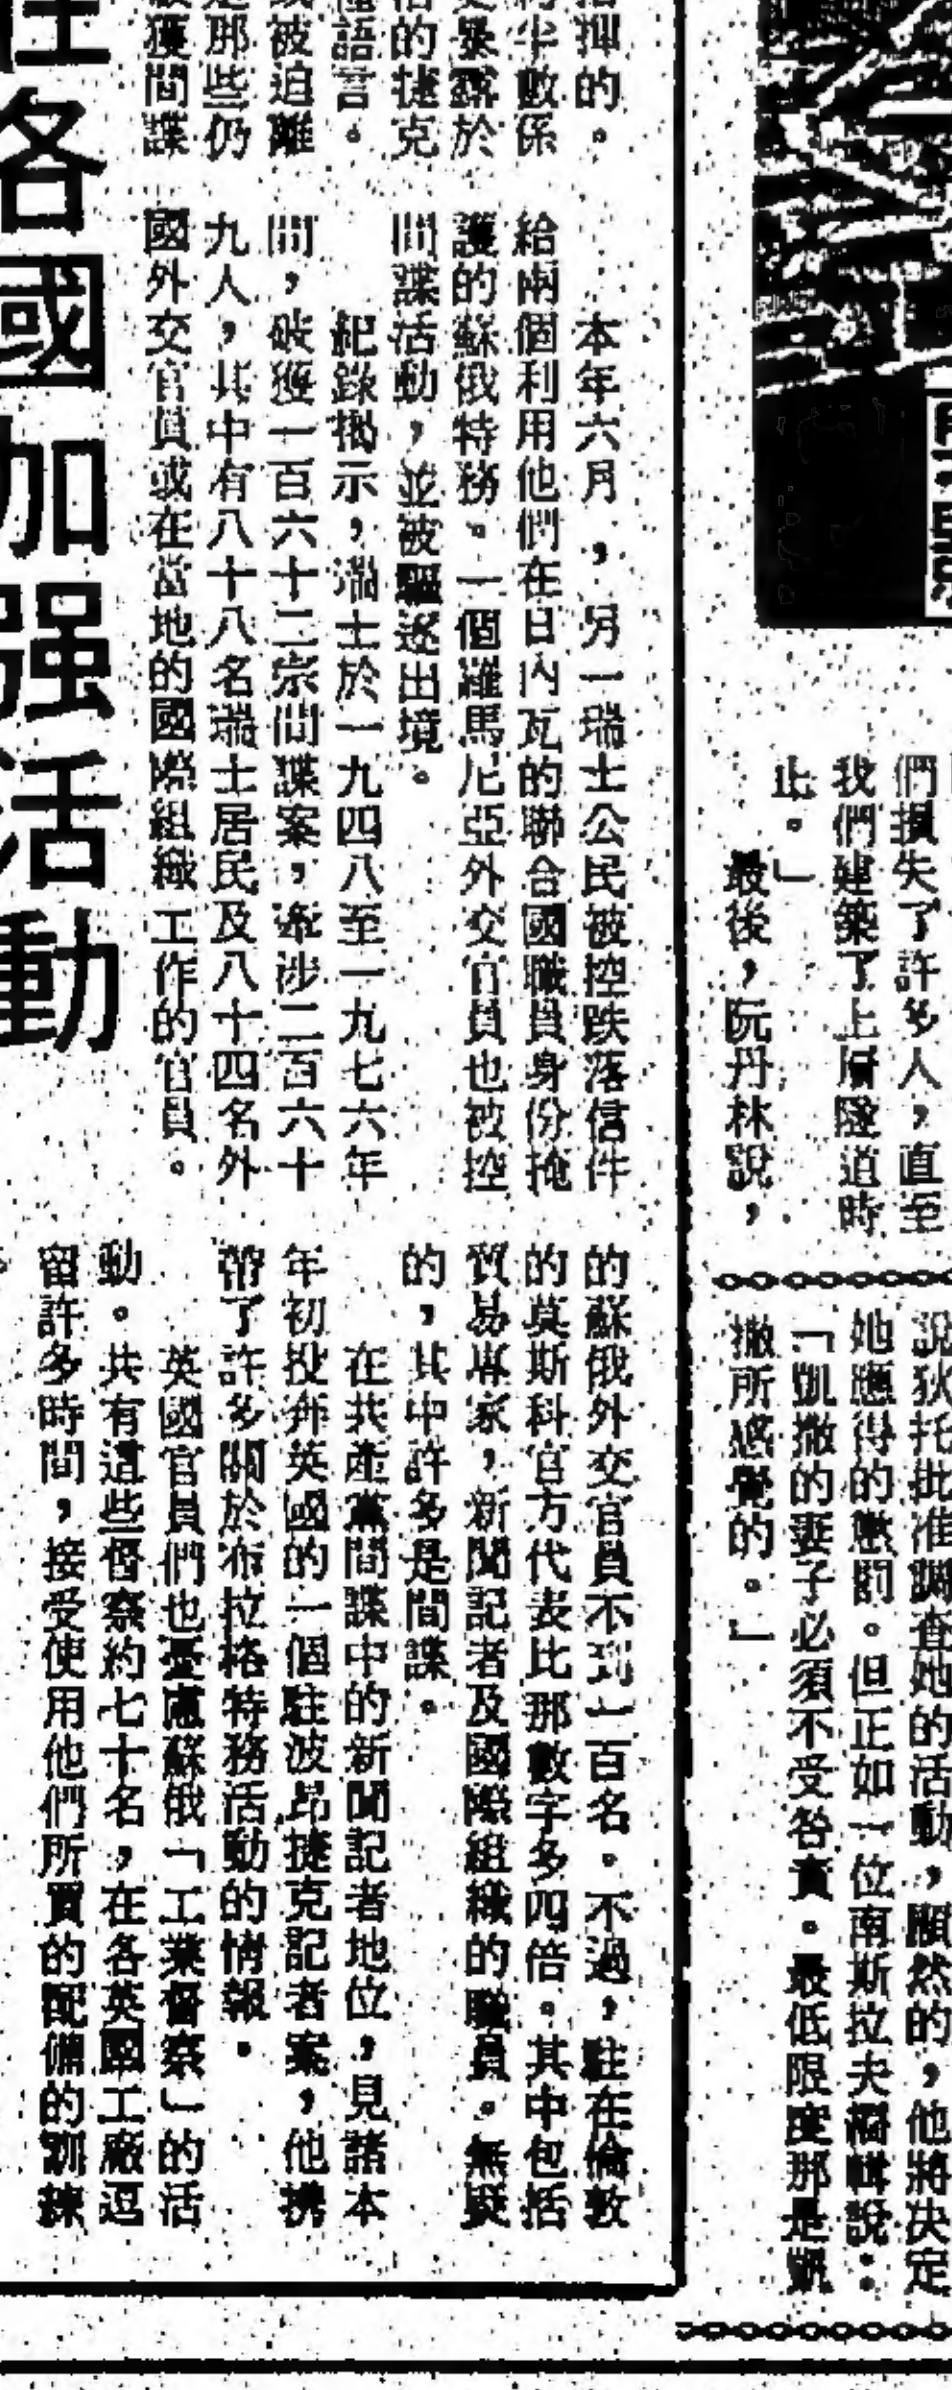 們損失了許多人，直至
我們建築了上層隧道時
止。」
最後，阮丹林說，
說狄托批准調查她的活動，顯然的，他將决定
她應得的懲罰。但正如一位南斯拉夫編輯說：
「凱撒的妻子必須不受咎責。最低限度那是凱
撒所感覺的。」
在各國加强活動
捙的。
半數係
暴露於
的捷克
語言。
被迫離
那些仍
獲間諜
本年六月，另一瑞士公民被控跌落信件
給兩個利用他們在日內瓦的聯合國職員身份掩
護的蘇俄特務。一個羅馬尼亞外交官員也被控
間諜活動，並被驅逐出境。
紀錄揭示，瑞士於一九四八至一九七六年
間，破獲一百六十二宗間諜案，牽涉二百六十
九人，其中有八十八名瑞士居民及八十四名外
國外交官員或在當地的國際組織工作的官員。
的蘇俄外交官員不到一百名。不過，駐在倫敦
的莫斯科官方代表比那數字多四倍。其中包括
貿易專家，新聞記者及國際組織的職員。無疑
的，其中許多是間諜。
在共產黨間諜中的新聞記者地位，見諸本
年初投奔英國的一個駐波昂捷克記者案，他携
帶了許多關於布拉格特務活動的情報。
英國官員們也憂慮蘇俄「工業督察」的活
動。共有這些督察約七十名，在各英國工廠逗
留許多時間，接受使用他們所買的配備的訓練